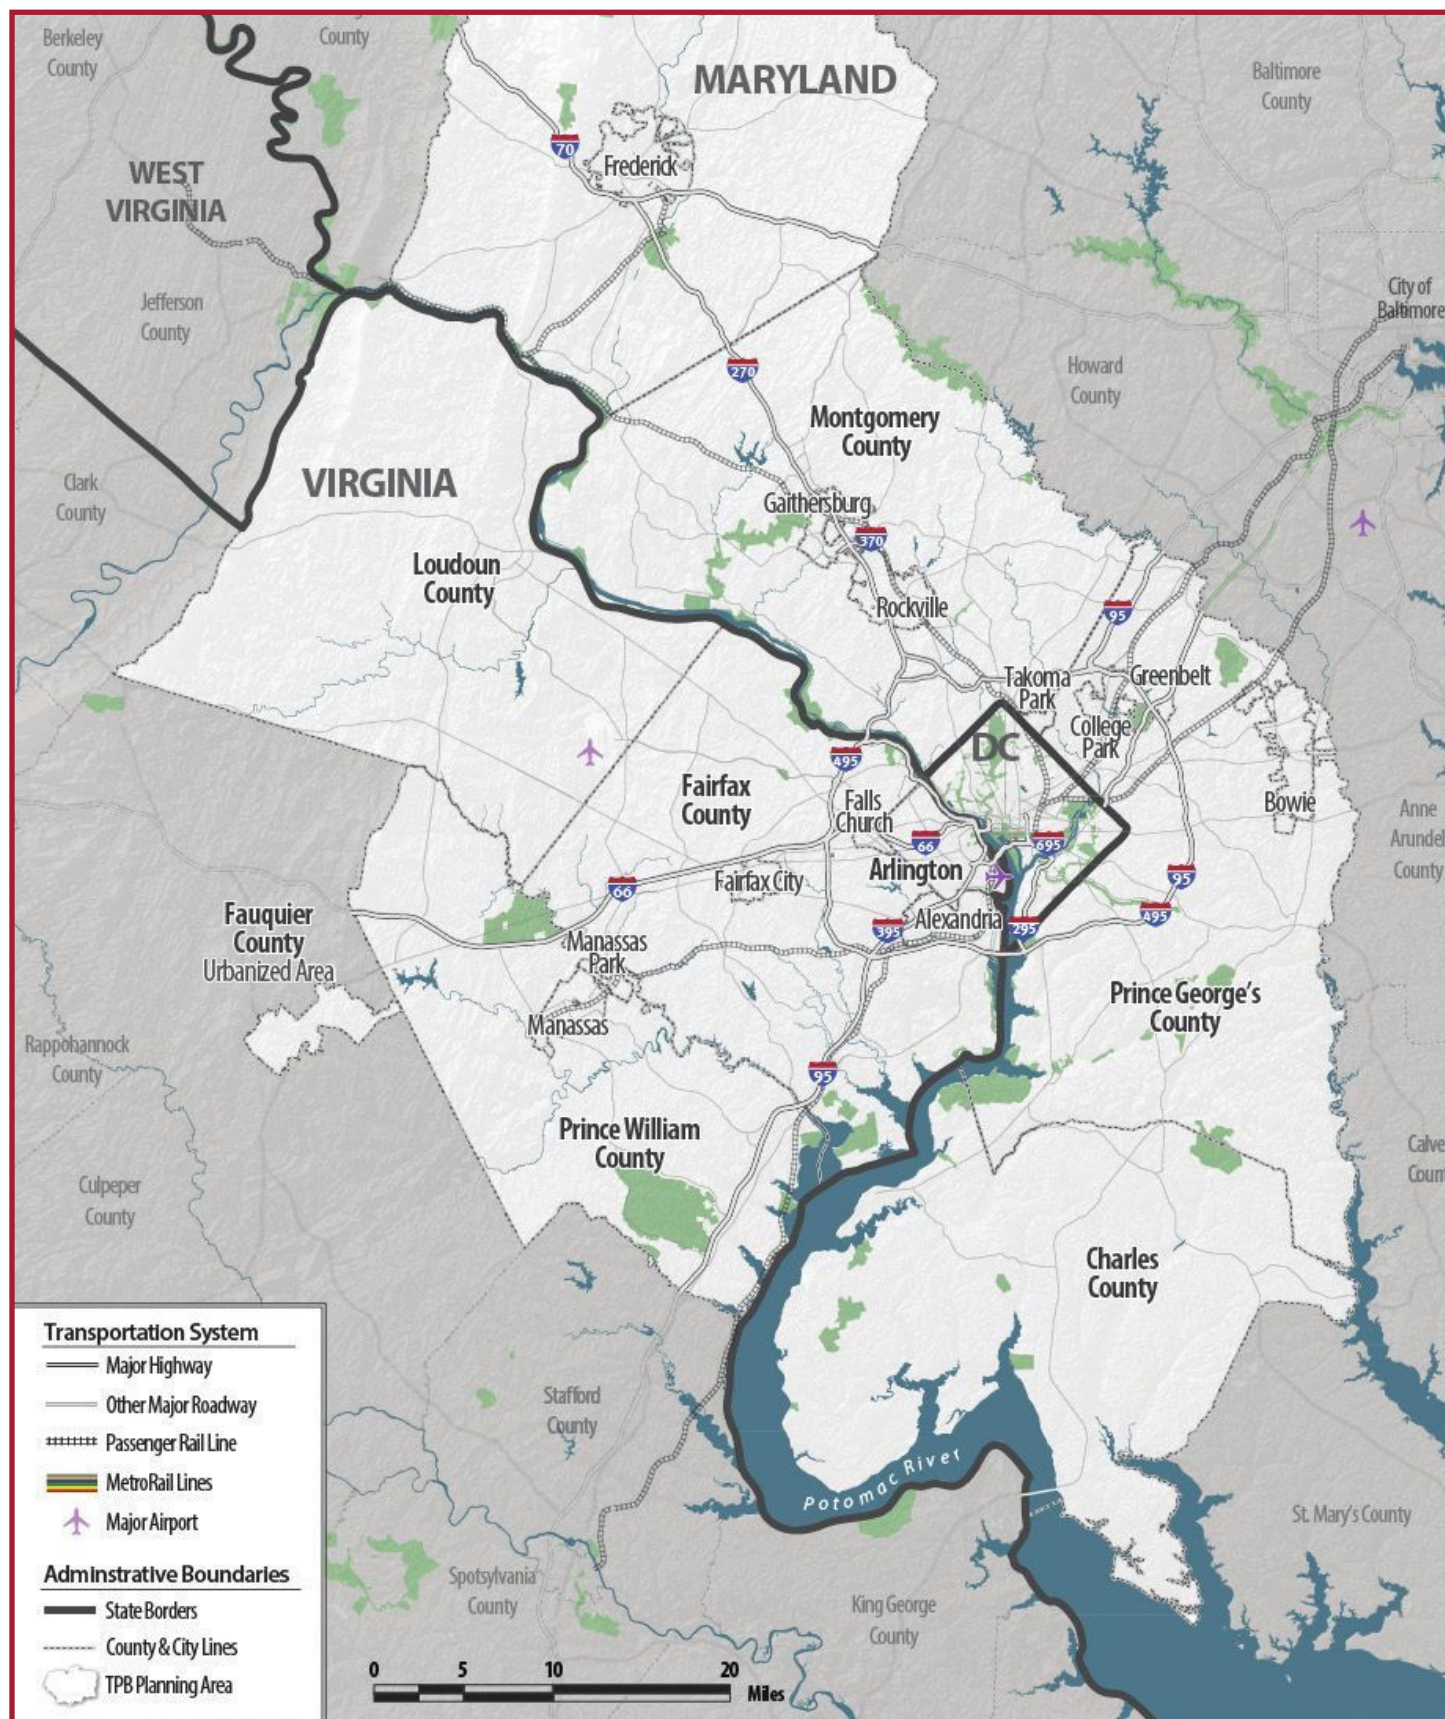 Berkeley
County
County
MARYLAND
Baltimore
County
70
Frederick
WEST
VIRGINIA
Jefferson
County
City of
Baltimore
270
Howard
County
Montgomery
County
Clark
County
VIRGINIA
Gaithersburg
370
Loudoun
County
Rockville
95
Takoma
Park
Greenbelt
College
Park
DC
495
Fairfax
County
Falls
Church
Bowie
Anne
Arundel
County
66
695
Arlington
Fairfax City
66
95
Fauquier
County
Urbanized Area
395
Alexandria
295
495
Manassas
Park
Manassas
Prince George's
County
Rappohannock
County
95
Prince William
County
Calve
Coun
Culpeper
County
Charles
County
Transportation System
Major Highway
Other Major Roadway
Passenger Rail Line
MetroRail Lines
Major Airport
Adminstrative Boundaries
State Borders
County & City Lines
TPB Planning Area
Stafford
County
Potomac River
St. Mary's County
Spotsylvania
County
King George
County
0 5 10 20
Miles